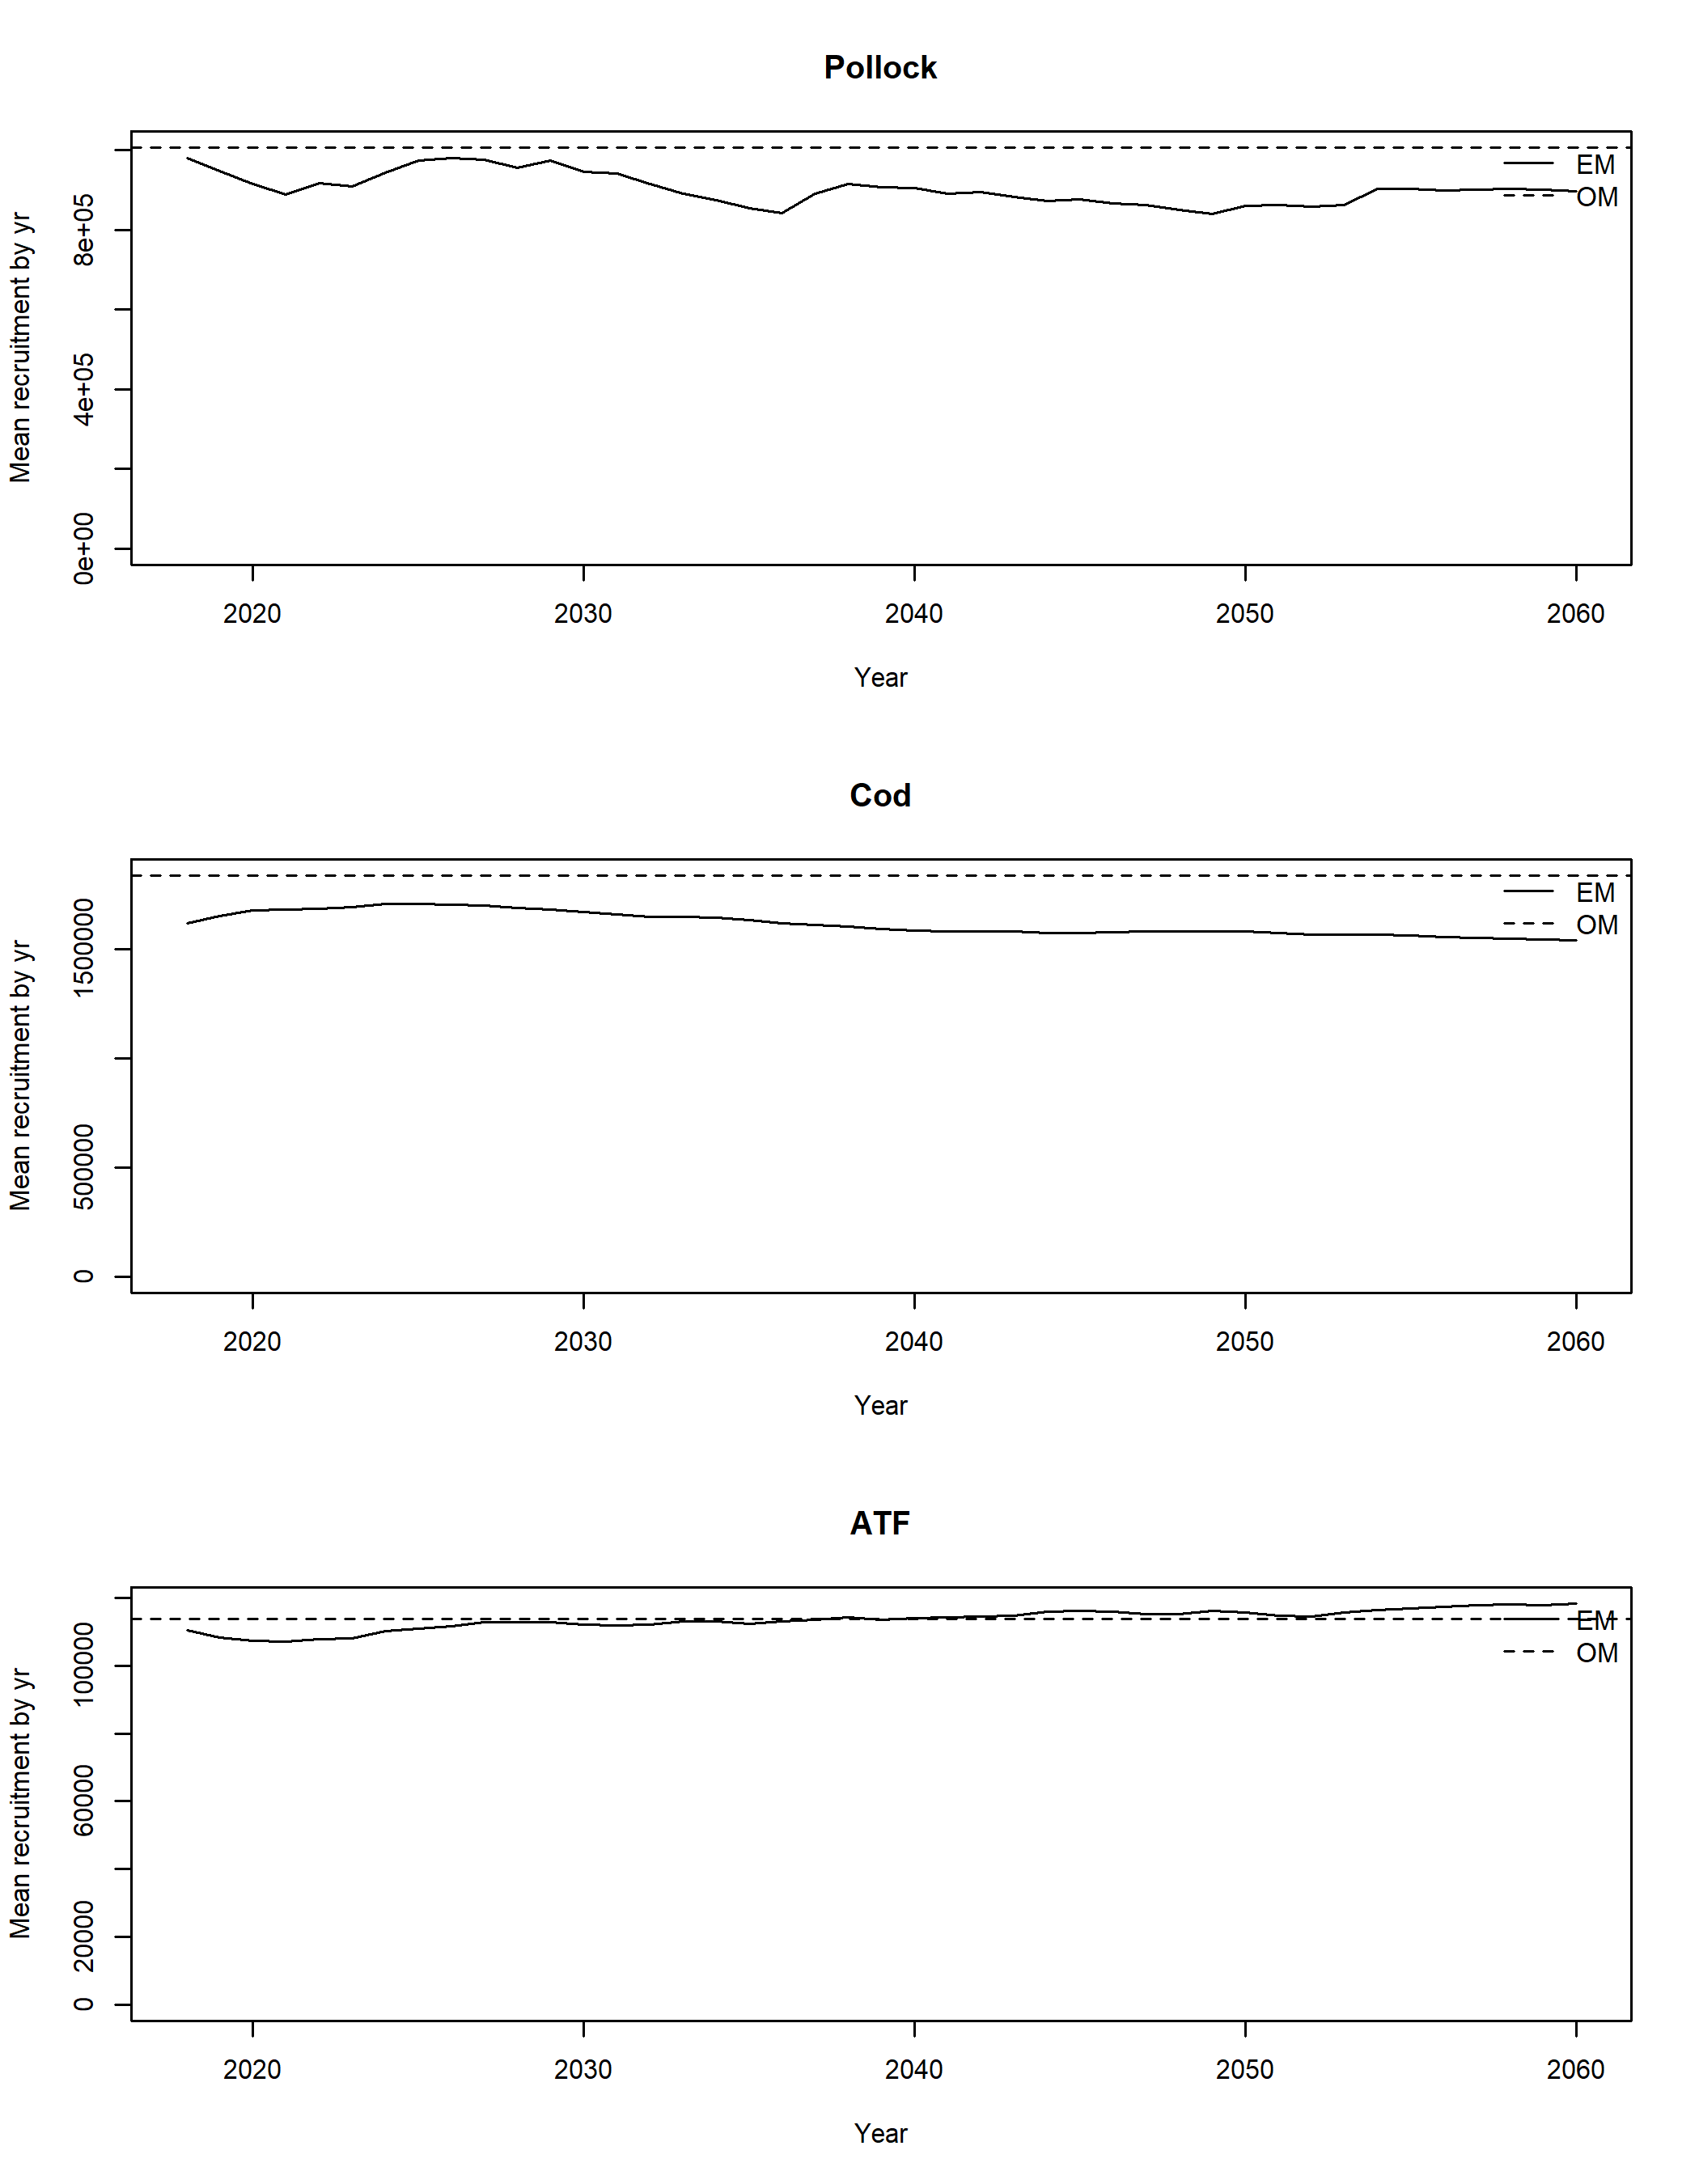 Pollock
Mean recruitment by yr
8e+05
4e+05
0e+00
EM
OM
2020 2030 2040 2050 2060
Year
Cod
Mean recruitment by yr
1500000
500000
0
EM
OM
2020 2030 2040 2050 2060
Year
ATF
Mean recruitment by yr
100000
60000
20000
0
EM
OM
2020 2030 2040 2050 2060
Year